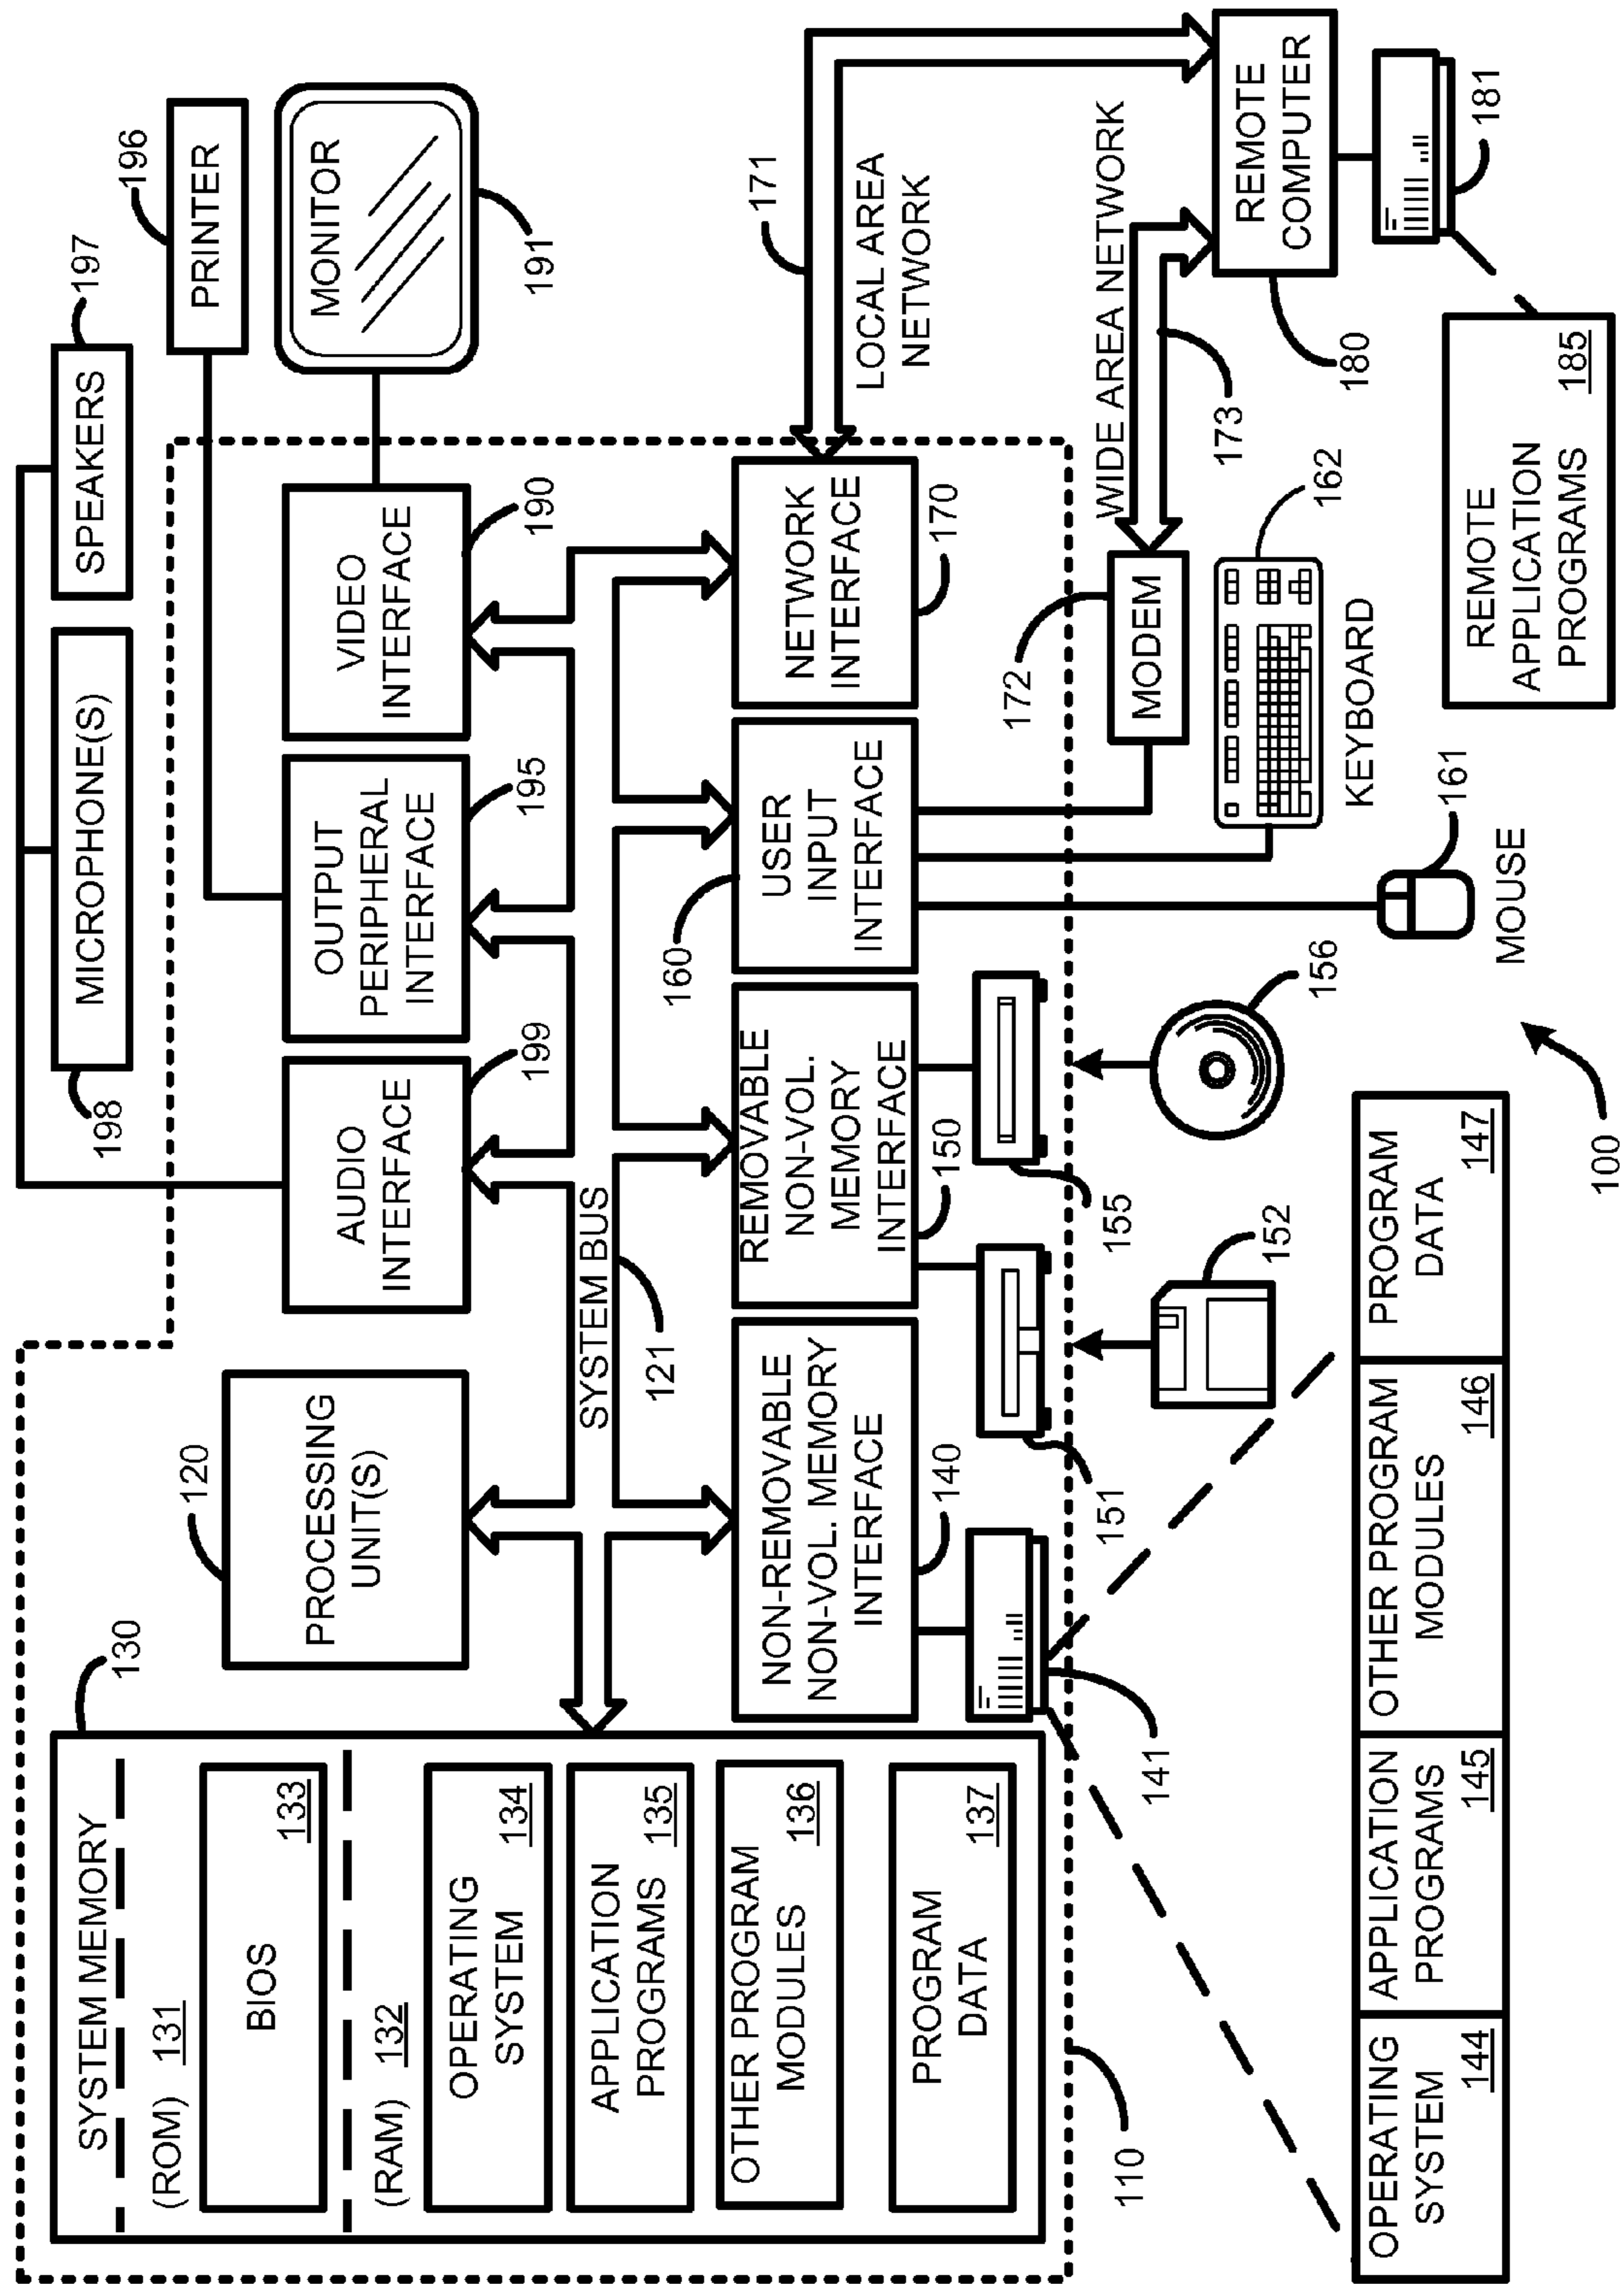 SYSTEM MEMORY
(ROM) 131
BIOS
133
(RAM) 132
OPERATING
SYSTEM
134
APPLICATION
PROGRAMS
135
OTHER PROGRAM
MODULES
136
PROGRAM
DATA
137
130
120
PROCESSING
UNIT(S)
198
MICROPHONE(S)
SPEAKERS
197
196
PRINTER
AUDIO
INTERFACE
199
OUTPUT
PERIPHERAL
INTERFACE
195
VIDEO
INTERFACE
190
MONITOR
191
SYSTEM BUS
121
NON-REMOVABLE
NON-VOL. MEMORY
INTERFACE
140
REMOVABLE
NON-VOL.
MEMORY
INTERFACE
150
160
USER
INPUT
INTERFACE
NETWORK
INTERFACE
170
171
LOCAL AREA
NETWORK
WIDE AREA NETWORK
173
172
MODEM
REMOTE
COMPUTER
180
181
110
141
151
152
155
156
162
KEYBOARD
161
MOUSE
REMOTE
APPLICATION
PROGRAMS
185
OPERATING
SYSTEM
144
APPLICATION
PROGRAMS
145
OTHER PROGRAM
MODULES
146
PROGRAM
DATA
147
100